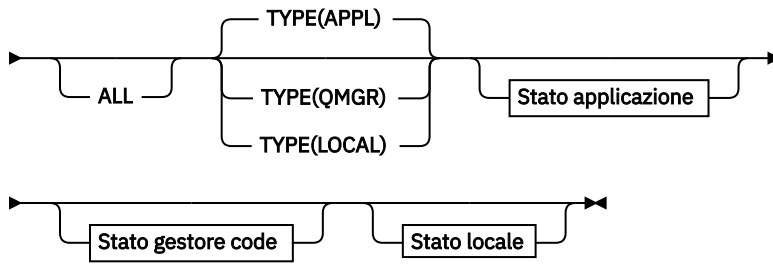 TYPE(APPL)
ALL
TYPE(QMGR)
Stato applicazione
TYPE(LOCAL)
Stato gestore code
Stato locale